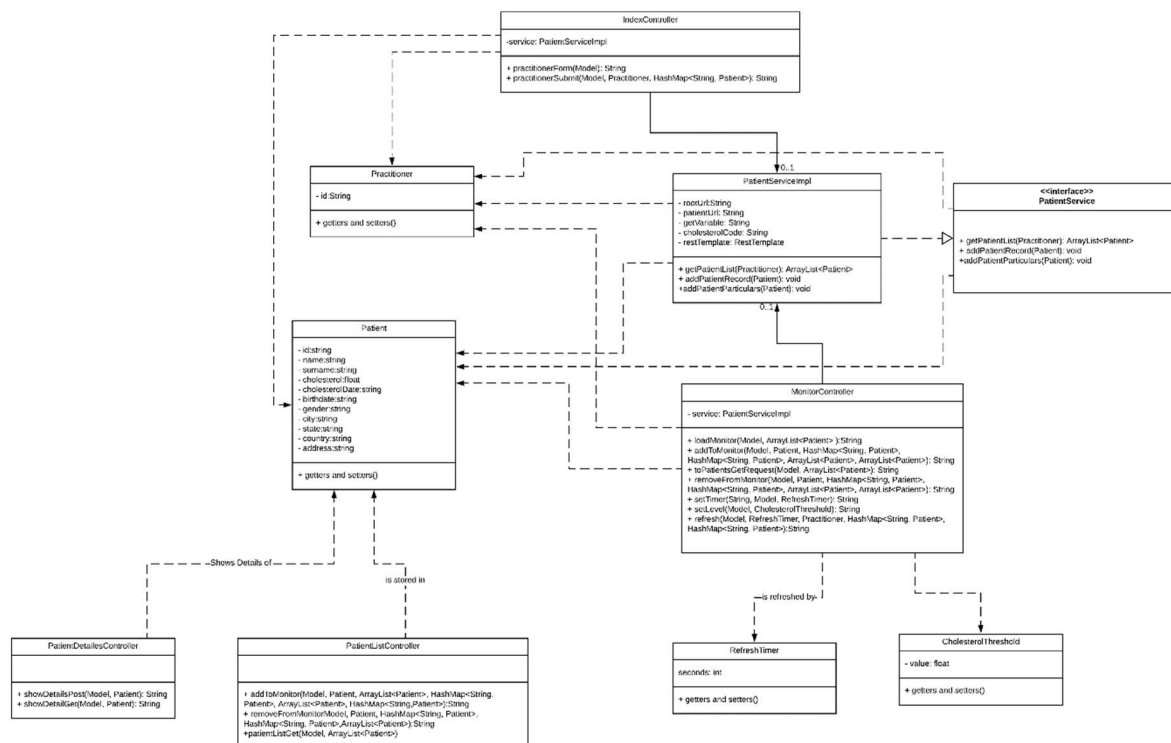 IndexController
-service: PatientServiceImpl
+ practitionerForm(Model): String
+ practitionerSubmit(Model, Practitioner, HashMap<String, Patient>): String
0..1
Practitioner
- id:String
+ getters and setters()
PatientServiceImpl
- rootUrl:String
- patientUrl: String
- getVariable: String
- cholesterolCode: String
- restTemplate: RestTemplate
+ getPatientList(Practitioner): ArrayList<Patient>
+ addPatientRecord(Patient): void
+addPatientParticulars(Patient): void
0..1
<<interface>>
PatientService
+ getPatientList(Practitioner): ArrayList<Patient>
+ addPatientRecord(Patient): void
+addPatientParticulars(Patient): void
Patient
- id:string
- name:string
- surname:string
- cholesterol:float
- cholesterolDate:string
- birthdate:string
- gender:string
- city:string
- state:string
- country:string
- address:string
+ getters and setters()
MonitorController
- service: PatientServiceImpl
+ loadMonitor(Model, ArrayList<Patient> ):String
+ addToMonitor(Model, Patient, HashMap<String, Patient>,
HashMap<String, Patient>, ArrayList<Patient>, ArrayList<Patient>): String
+ toPatientsGetRequest(Model, ArrayList<Patient>): String
+ removeFromMonitor(Model, Patient, HashMap<String, Patient>,
HashMap<String, Patient>, ArrayList<Patient>, ArrayList<Patient>): String
+ setTimer(String, Model, RefreshTimer): String
+ setLevel(Model, CholesterolThreshold): String
+ refresh(Model, RefreshTimer, Practitioner, HashMap<String, Patient>,
HashMap<String, Patient>):String
Shows Details of
is stored in
is refreshed by
PatientDetailesController
+ showDetailsPost(Model, Patient): String
+ showDetailGet(Model, Patient): String
PatientListController
+ addToMonitor(Model, Patient, ArrayList<Patient>, HashMap<String,
Patient>, ArrayList<Patient>, HashMap<String,Patient>):String
+ removeFromMonitorModel, Patient, HashMap<String, Patient>,
HashMap<String, Patient>,ArrayList<Patient>):String
+patientListGet(Model, ArrayList<Patient>)
RefreshTimer
seconds: int
+ getters and setters()
CholesterolThreshold
- value: float
+ getters and setters()